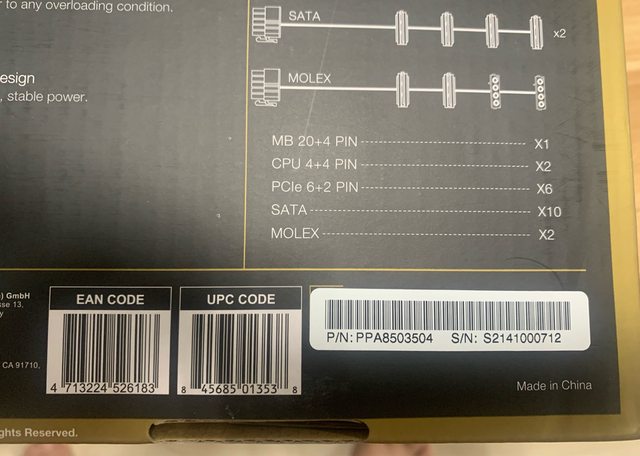 r to any overloading condition.
SATA
x2
esign
, stable power.
MOLEX
MB 20+4 PIN X1
CPU 4+4 PIN X2
PCIe 6+2 PIN X6
SATA X10
MOLEX X2
) GmbH
sse 13,
y
CA 91710,
EAN CODE
4 713224 526183
UPC CODE
8 45685 01353 8
P/N: PPA8503504 S/N: S2141000712
Made in China
ghts Reserved.